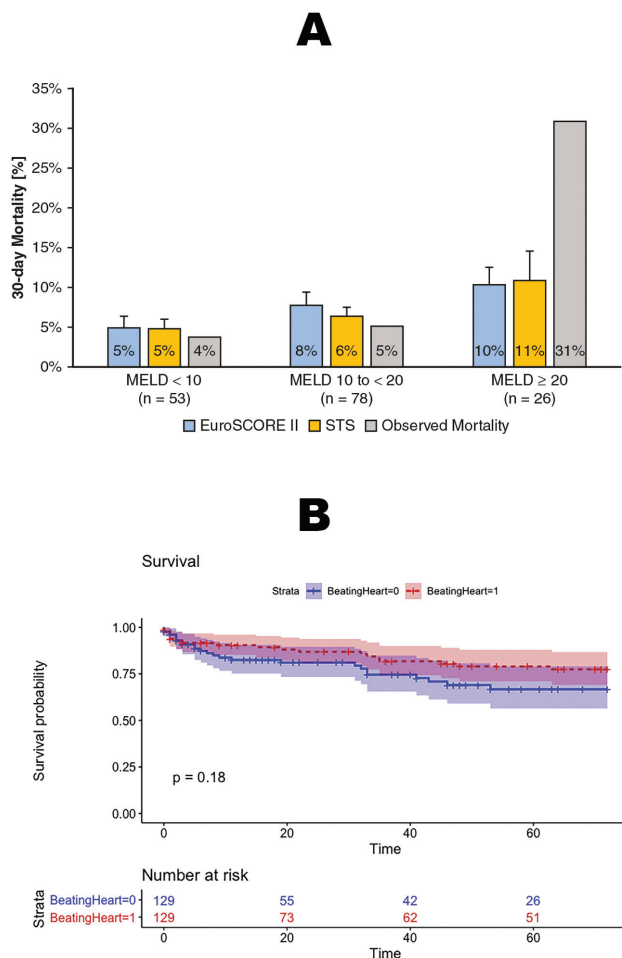 A
35%
30%
25%
20%
15%
10%
5%
0%
30-day Mortality [%]
5% 5% 4% 8% 6% 5% 10% 11% 31%
MELD < 10 MELD 10 to < 20 MELD ≥ 20
(n = 53) (n = 78) (n = 26)
EuroSCORE II STS Observed Mortality
B
Survival
Strata BeatingHeart=0 BeatingHeart=1
1.00
0.75
0.50
0.25
0.00
Survival probability
p = 0.18
0 20 40 60
Time
Number at risk
Strata
BeatingHeart=0 129 55 42 26
BeatingHeart=1 129 73 62 51
0 20 40 60
Time